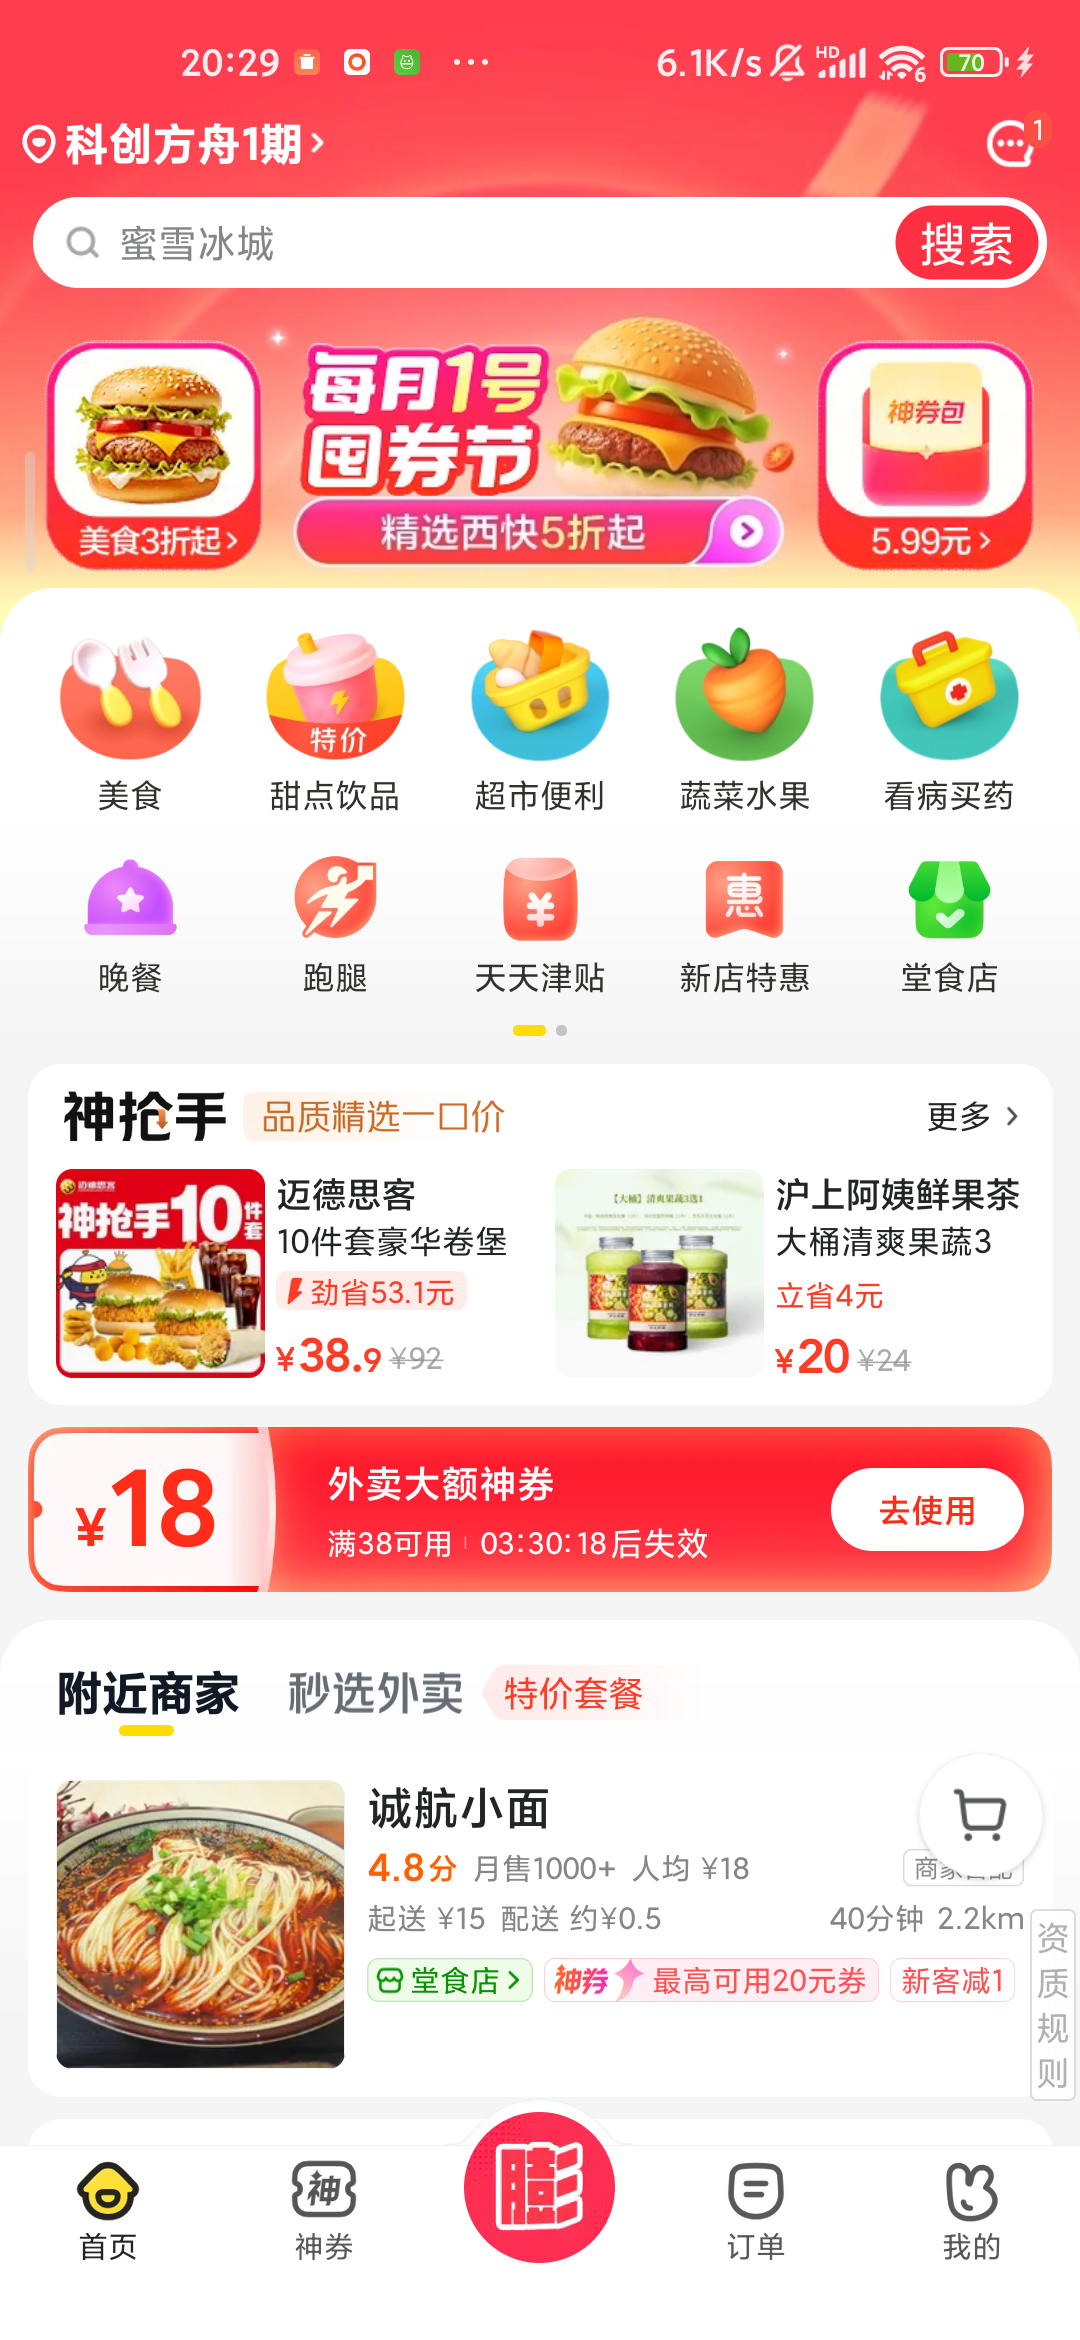 20:29
6.1K/s
HD
6
70
科创方舟1期
1
蜜雪冰城
搜索
每月1号
囤券节
精选西快5折起
美食3折起
神券包
5.99元
特价
美食
甜点饮品
超市便利
蔬菜水果
看病买药
¥
惠
晚餐
跑腿
天天津贴
新店特惠
堂食店
神抢手
品质精选一口价
更多
迈德思客
神抢手10件套
迈德思客
10件套豪华卷堡
劲省53.1元
¥38.9 ¥92
【大桶】清爽果蔬3选1
沪上阿姨鲜果茶
大桶清爽果蔬3
立省4元
¥20 ¥24
¥18
外卖大额神券
满38可用 03:30:18后失效
去使用
附近商家
秒选外卖
特价套餐
诚航小面
4.8分 月售1000+ 人均 ¥18
商家
起送 ¥15 配送 约¥0.5
40分钟 2.2km
堂食店
神券 最高可用20元券
新客减1
资质规则
膨
神
首页
神券
订单
我的